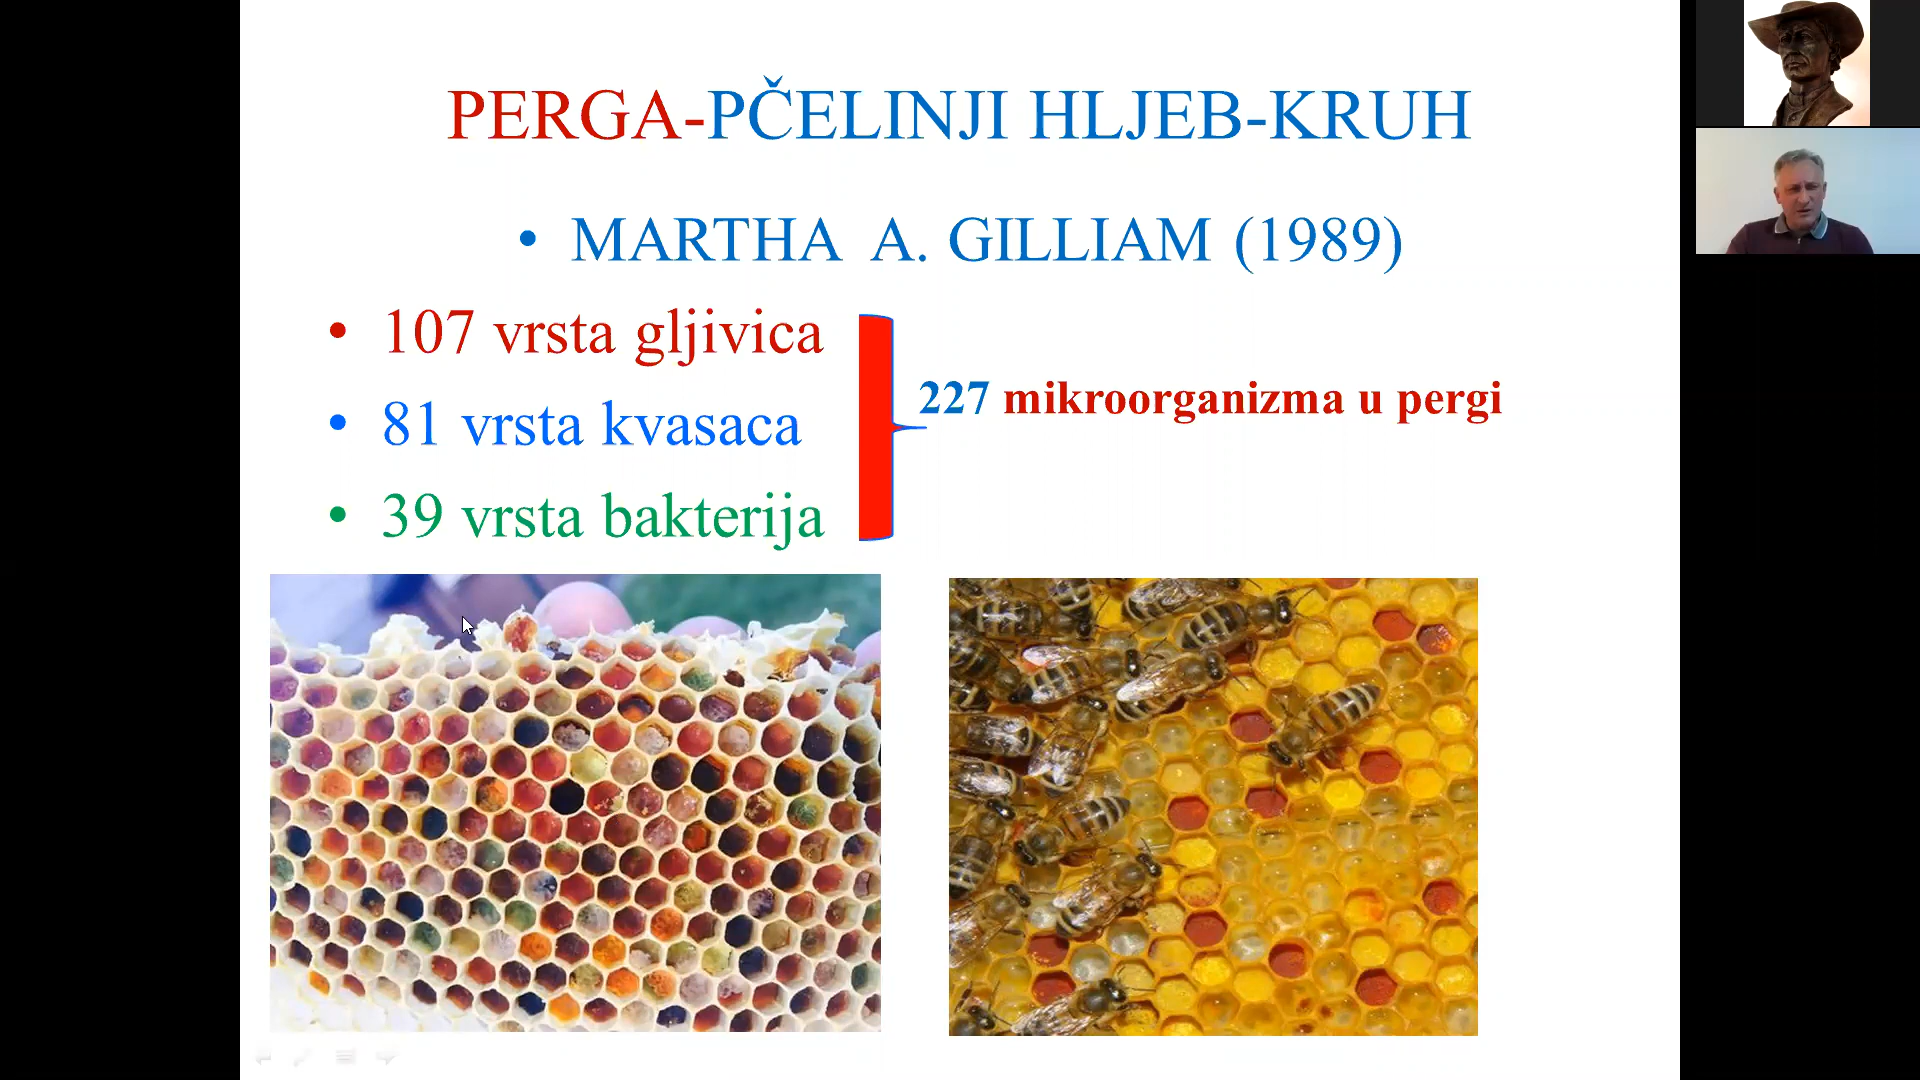 PERGA-PČELINJI HLJEB-KRUH
• MARTHA A. GILLIAM (1989)
• 107 vrsta gljivica
• 81 vrsta kvasaca
• 39 vrsta bakterija
227 mikroorganizma u pergi